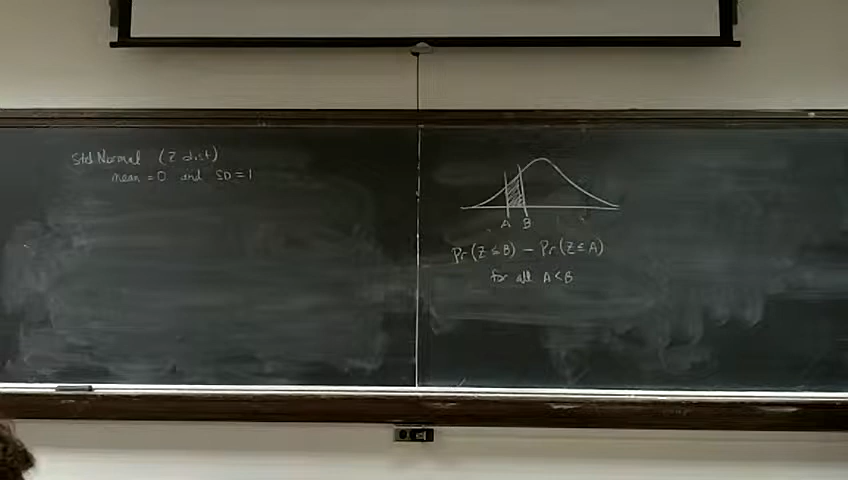 Std Normal (Z dist)
mean = 0 and SD = 1
A B
Pr(Z ≤ B) - Pr(Z ≤ A)
for all A < B